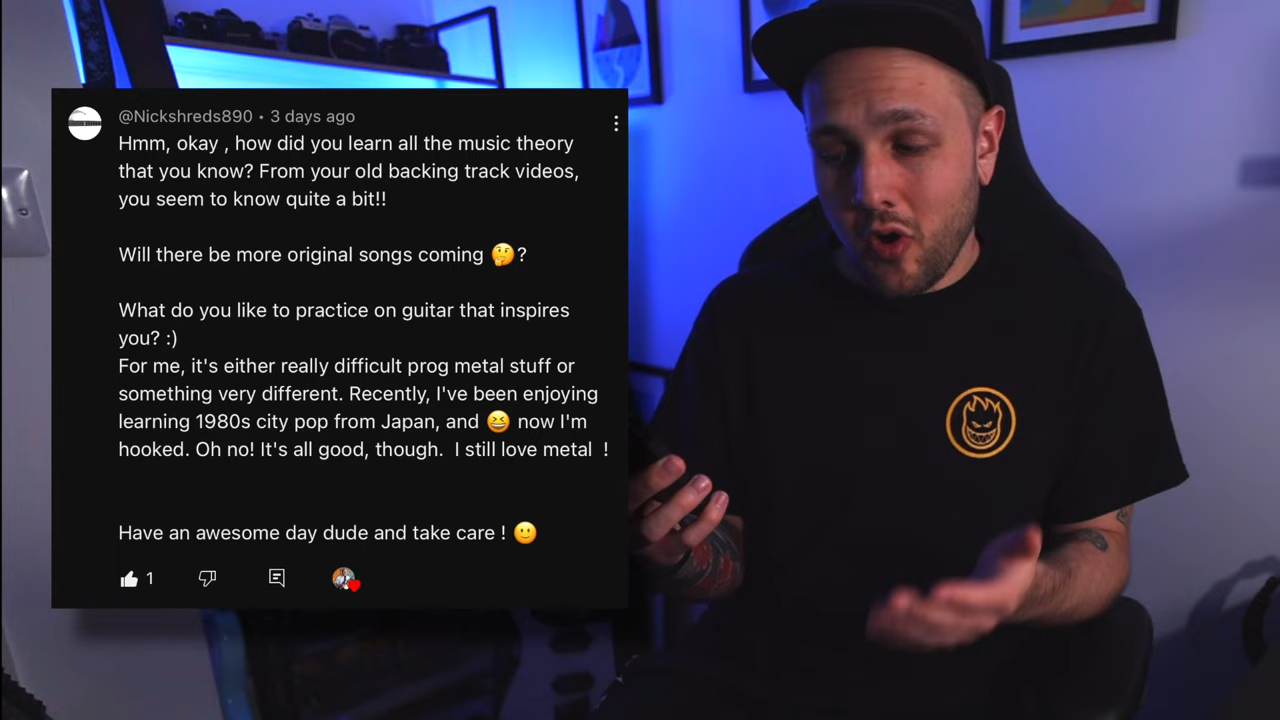 @Nickshreds890 • 3 days ago
Hmm, okay , how did you learn all the music theory
that you know? From your old backing track videos,
you seem to know quite a bit!!
Will there be more original songs coming 🤔?
What do you like to practice on guitar that inspires
you? :)
For me, it's either really difficult prog metal stuff or
something very different. Recently, I've been enjoying
learning 1980s city pop from Japan, and 😆 now I'm
hooked. Oh no! It's all good, though.  I still love metal  !
Have an awesome day dude and take care ! 🙂
1